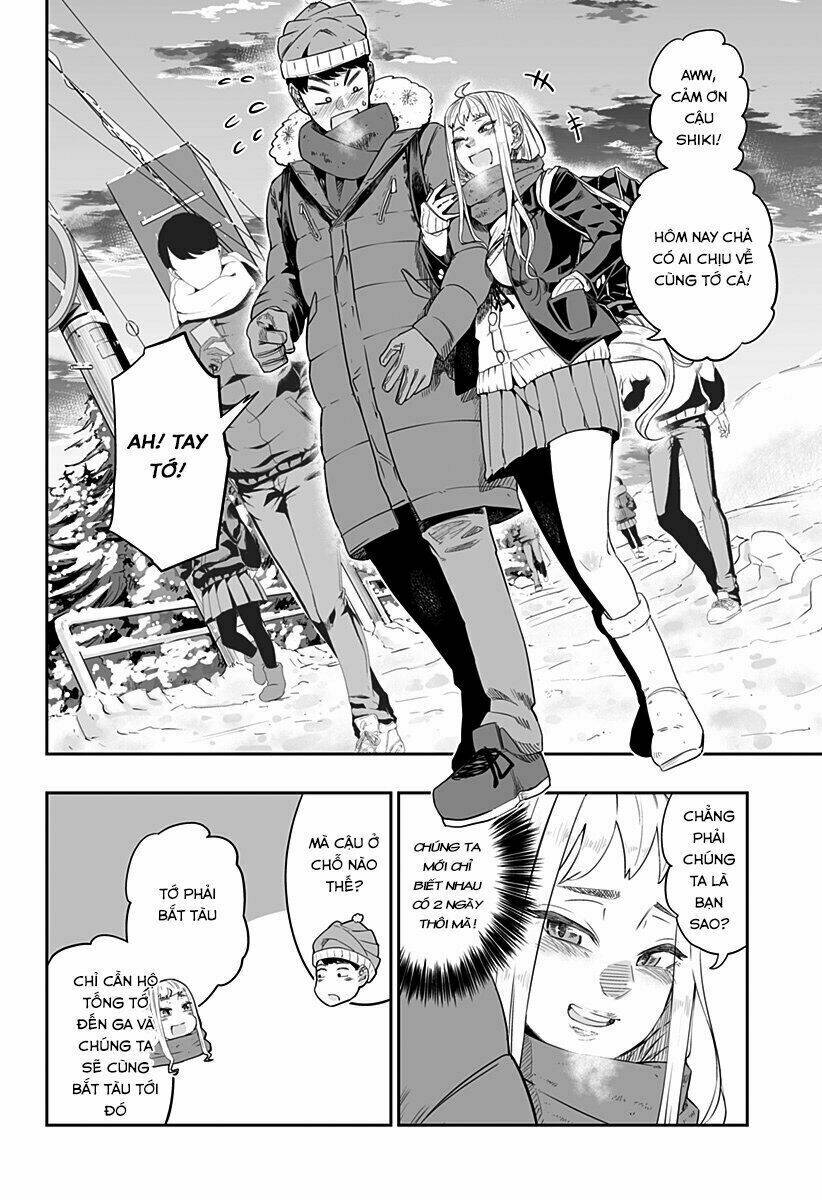 AWW,
CẢM ƠN
CẬU
SHIKI!
HÔM NAY CHẢ
CÓ AI CHỊU VỀ
CÙNG TỚ CẢ!
AH! TAY
TỚ!
CHẲNG
PHẢI
CHÚNG
TA LÀ
BẠN
SAO?
CHÚNG TA
MỚI CHỈ
BIẾT NHAU
CÓ 2 NGÀY
THÔI MÀ!
MÀ CẬU Ở
CHỖ NÀO
THẾ?
TỚ PHẢI
BẮT TÀU
CHỈ CẦN HỘ
TỐNG TỚ
ĐẾN GA VÀ
CHÚNG TA
SẼ CÙNG
BẮT TÀU TỚI
ĐÓ